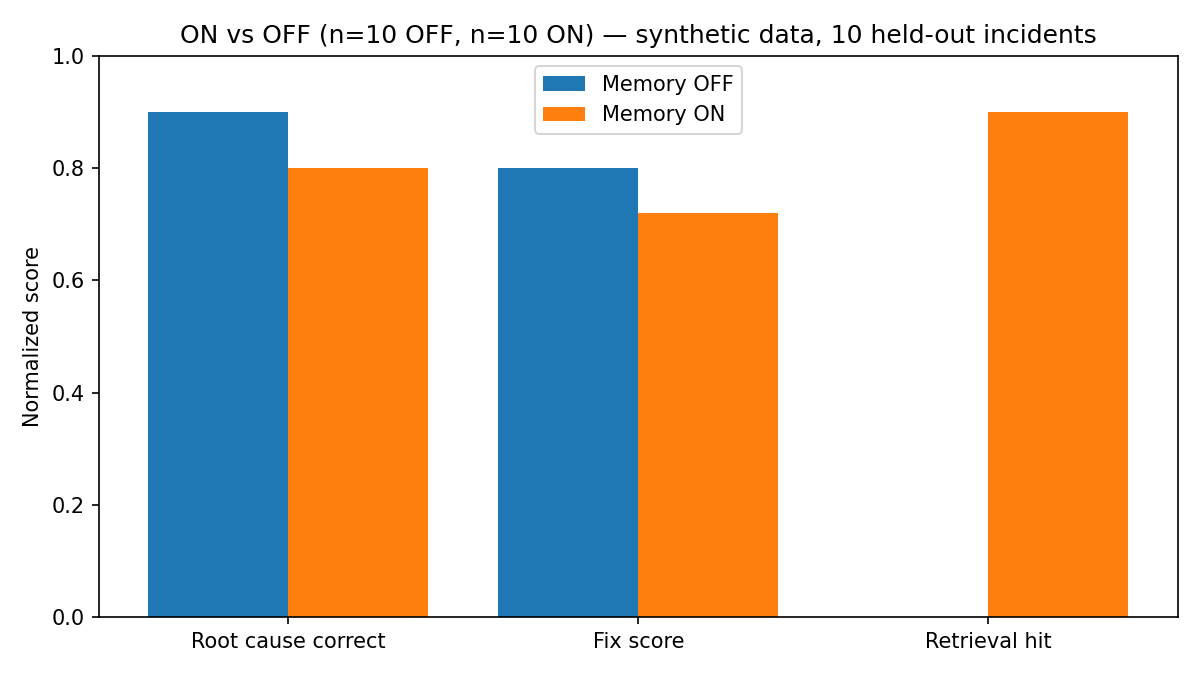 ON vs OFF (n=10 OFF, n=10 ON) — synthetic data, 10 held-out incidents
Memory OFF
Memory ON
Normalized score
1.0
0.8
0.6
0.4
0.2
0.0
Root cause correct
Fix score
Retrieval hit